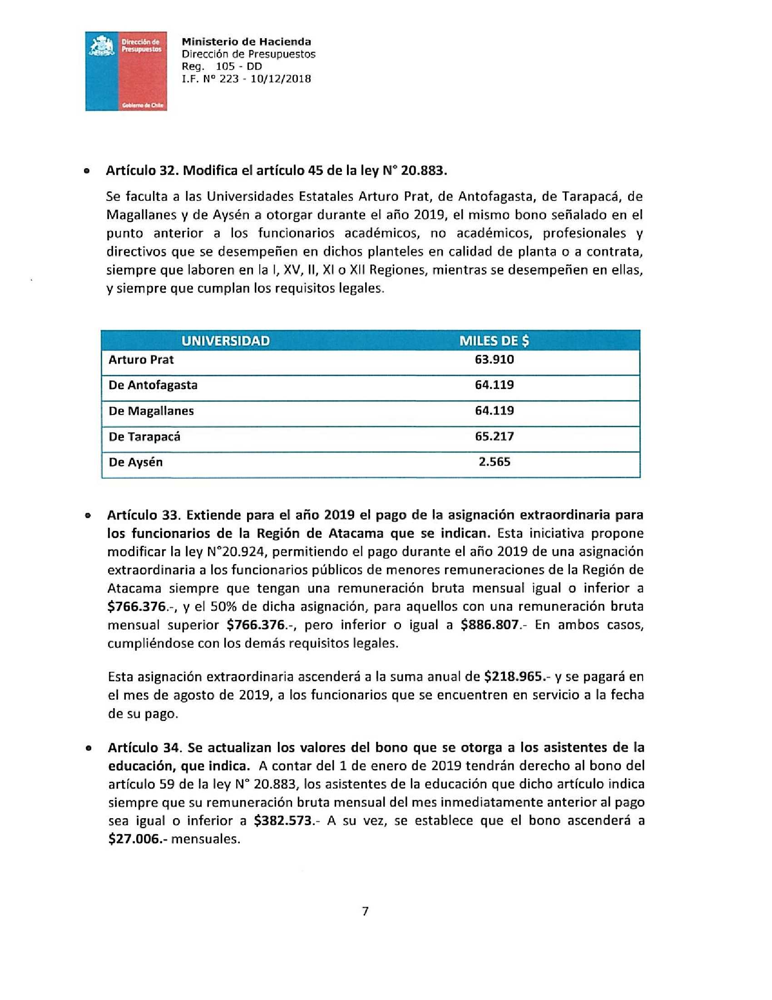 Dirección de
Presupuestos
Gobierno de Chile
Ministerio de Hacienda
Dirección de Presupuestos
Reg. 105 - DD
I.F. Nº 223 - 10/12/2018
• Artículo 32. Modifica el artículo 45 de la ley N° 20.883.
Se faculta a las Universidades Estatales Arturo Prat, de Antofagasta, de Tarapacá, de
Magallanes y de Aysén a otorgar durante el año 2019, el mismo bono señalado en el
punto anterior a los funcionarios académicos, no académicos, profesionales y
directivos que se desempeñen en dichos planteles en calidad de planta o a contrata,
siempre que laboren en la I, XV, II, XI o XII Regiones, mientras se desempeñen en ellas,
y siempre que cumplan los requisitos legales.
UNIVERSIDAD MILES DE $
Arturo Prat 63.910
De Antofagasta 64.119
De Magallanes 64.119
De Tarapacá 65.217
De Aysén 2.565
• Artículo 33. Extiende para el año 2019 el pago de la asignación extraordinaria para
los funcionarios de la Región de Atacama que se indican. Esta iniciativa propone
modificar la ley N°20.924, permitiendo el pago durante el año 2019 de una asignación
extraordinaria a los funcionarios públicos de menores remuneraciones de la Región de
Atacama siempre que tengan una remuneración bruta mensual igual o inferior a
$766.376.-, y el 50% de dicha asignación, para aquellos con una remuneración bruta
mensual superior $766.376.-, pero inferior o igual a $886.807.- En ambos casos,
cumpliéndose con los demás requisitos legales.
Esta asignación extraordinaria ascenderá a la suma anual de $218.965.- y se pagará en
el mes de agosto de 2019, a los funcionarios que se encuentren en servicio a la fecha
de su pago.
• Artículo 34. Se actualizan los valores del bono que se otorga a los asistentes de la
educación, que indica. A contar del 1 de enero de 2019 tendrán derecho al bono del
artículo 59 de la ley N° 20.883, los asistentes de la educación que dicho artículo indica
siempre que su remuneración bruta mensual del mes inmediatamente anterior al pago
sea igual o inferior a $382.573.- A su vez, se establece que el bono ascenderá a
$27.006.- mensuales.
7